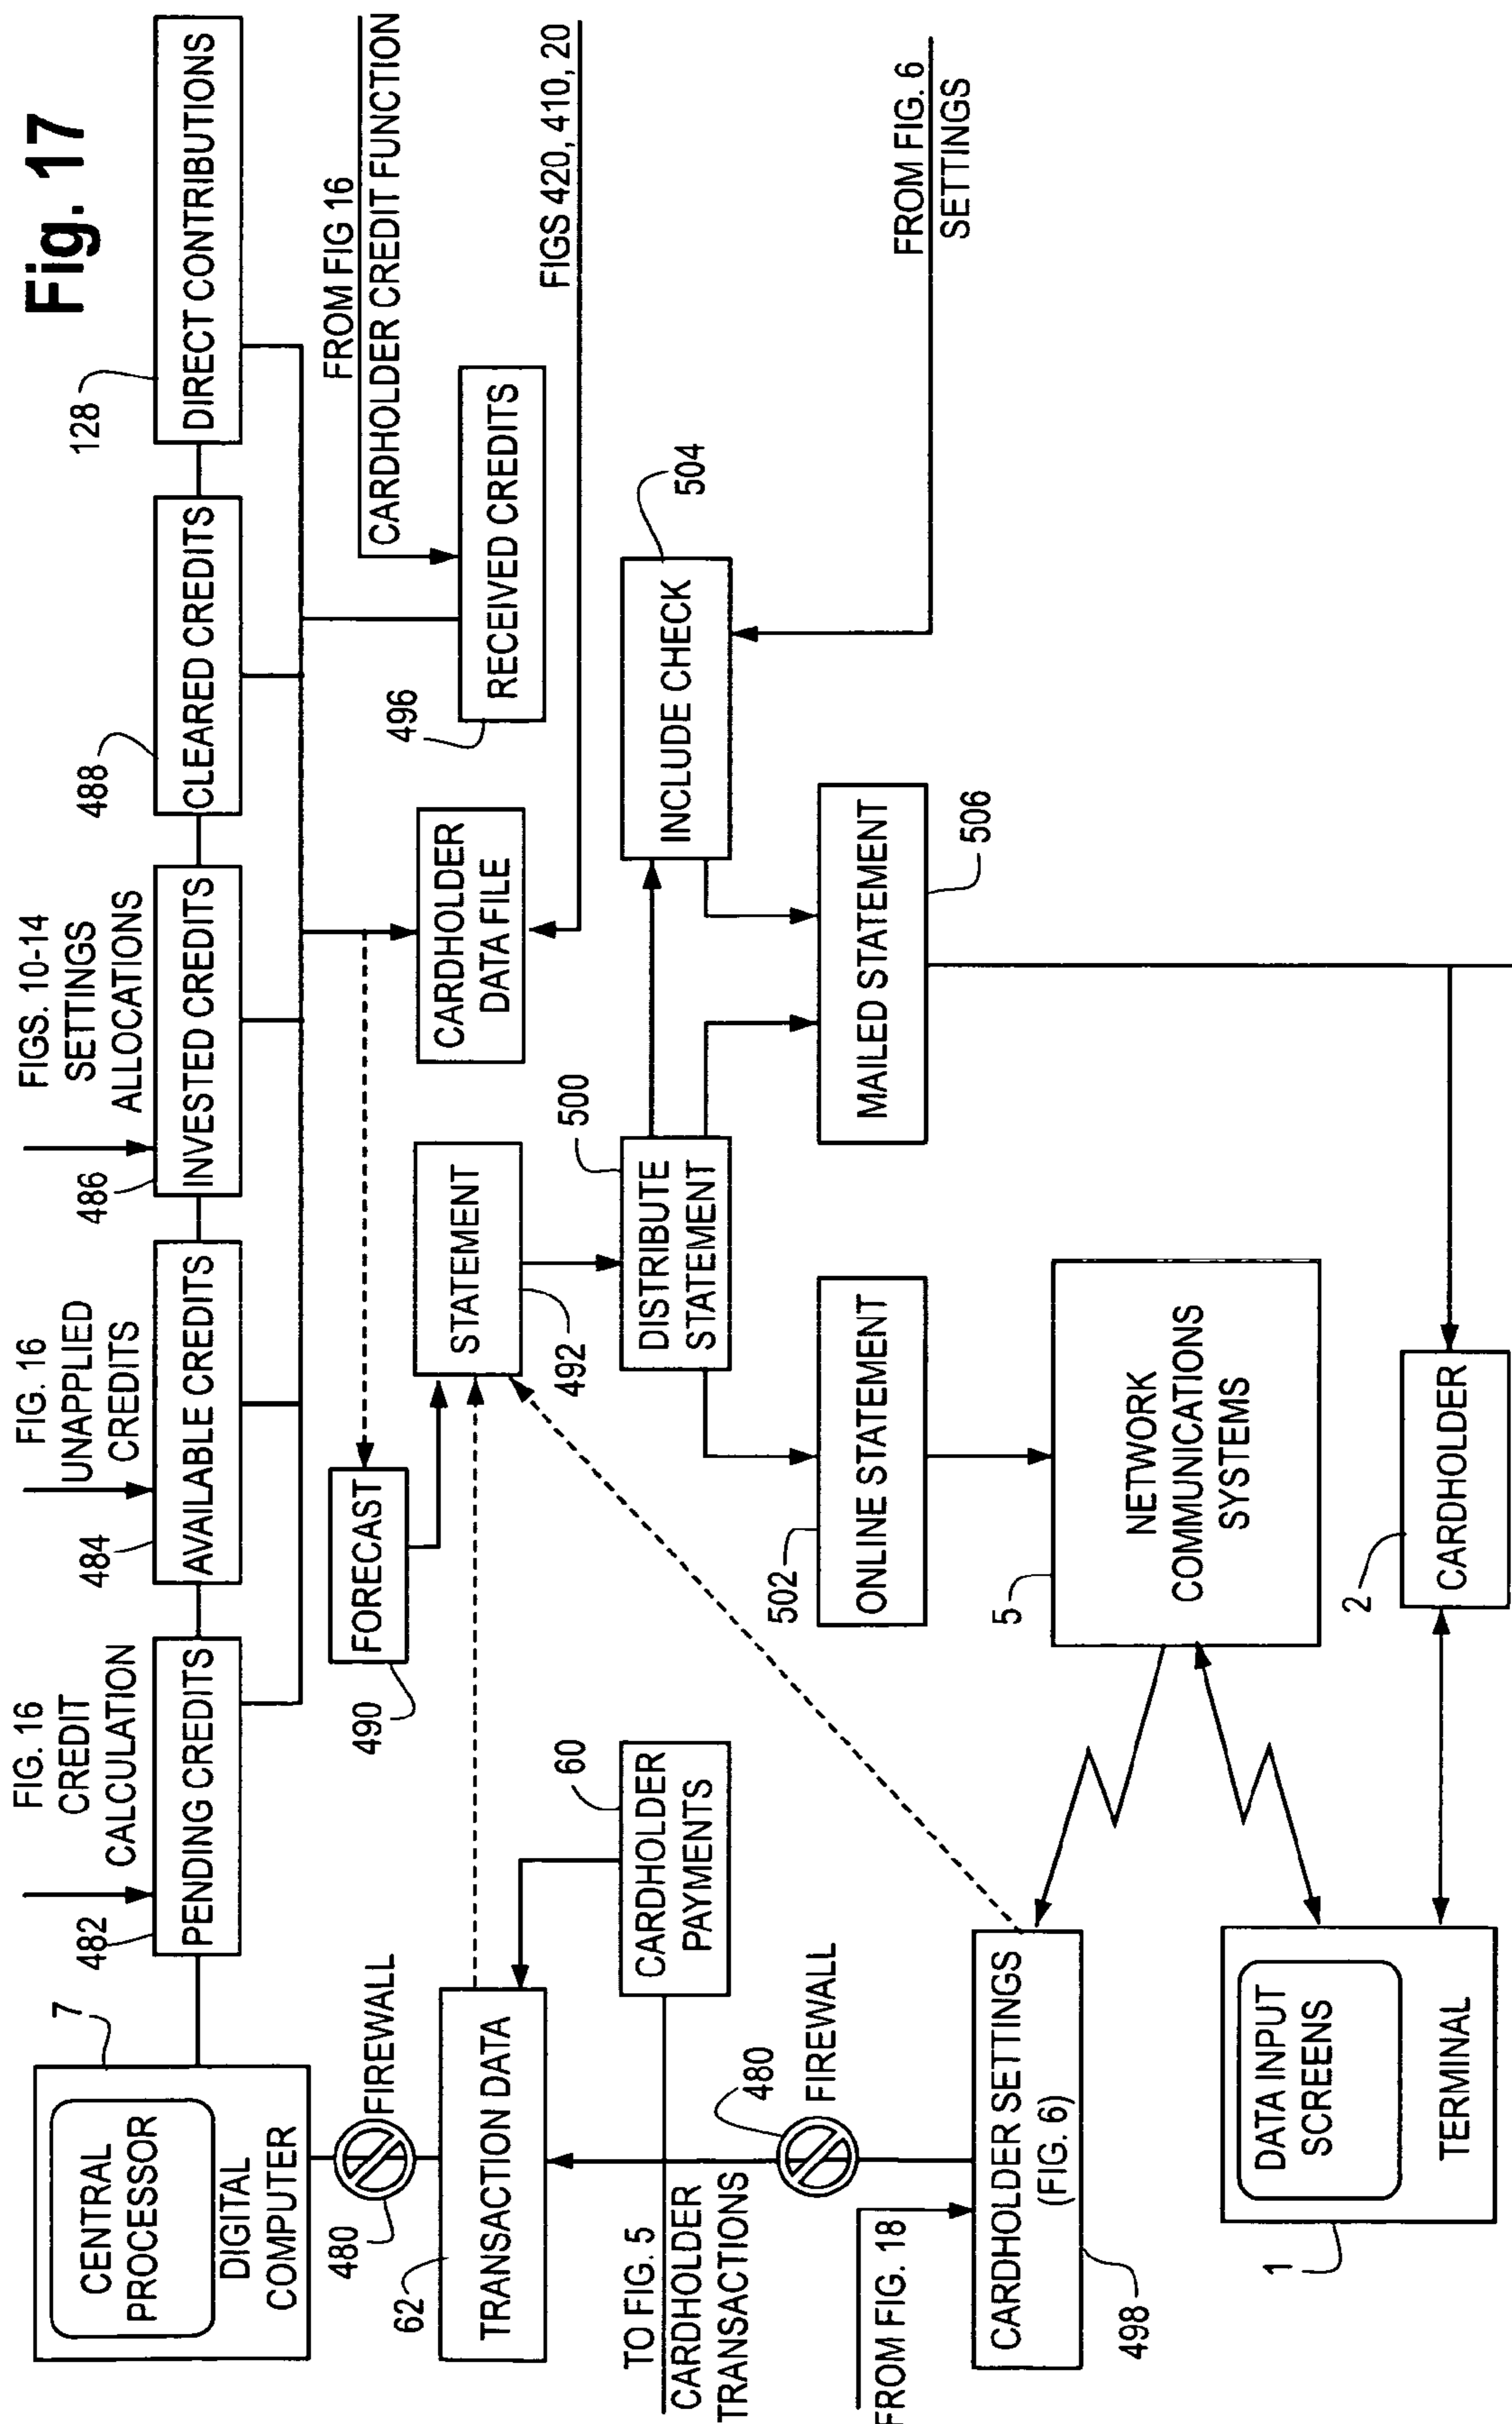 Fig. 17
7
CENTRAL
PROCESSOR
DIGITAL
COMPUTER
480
FIREWALL
FIG. 16
CREDIT
CALCULATION
482
PENDING CREDITS
FIG. 16
UNAPPLIED
CREDITS
484
AVAILABLE CREDITS
FIGS. 10-14
SETTINGS
ALLOCATIONS
486
INVESTED CREDITS
488
CLEARED CREDITS
128
DIRECT CONTRIBUTIONS
FROM FIG 16
CARDHOLDER CREDIT FUNCTION
496
RECEIVED CREDITS
FIGS 420, 410, 20
CARDHOLDER
DATA FILE
490
FORECAST
STATEMENT
492
62
TRANSACTION DATA
60
CARDHOLDER
PAYMENTS
TO FIG. 5
CARDHOLDER
TRANSACTIONS
500
DISTRIBUTE
STATEMENT
504
INCLUDE CHECK
FROM FIG. 6
SETTINGS
480
FIREWALL
502
ONLINE STATEMENT
MAILED STATEMENT
506
FROM FIG. 18
CARDHOLDER SETTINGS
(FIG. 6)
498
5
NETWORK
COMMUNICATIONS
SYSTEMS
1
DATA INPUT
SCREENS
TERMINAL
2
CARDHOLDER